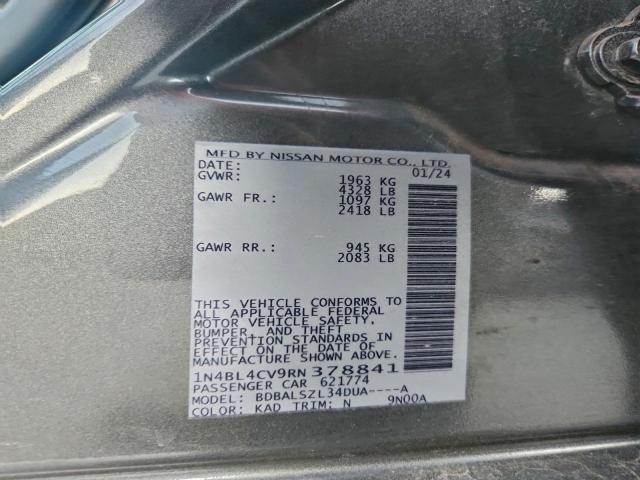 MFD BY NISSAN MOTOR CO., LTD.
DATE: 01/24
GVWR: 1963 KG
4328 LB
GAWR FR.: 1097 KG
2418 LB
GAWR RR.: 945 KG
2083 LB
THIS VEHICLE CONFORMS TO
ALL APPLICABLE FEDERAL
MOTOR VEHICLE SAFETY,
BUMPER, AND THEFT
PREVENTION STANDARDS IN
EFFECT ON THE DATE OF
MANUFACTURE SHOWN ABOVE.
1N4BL4CV9RN378841
PASSENGER CAR 621774
MODEL: BDBALSZL34DUA----A
COLOR: KAD TRIM: N 9N00A